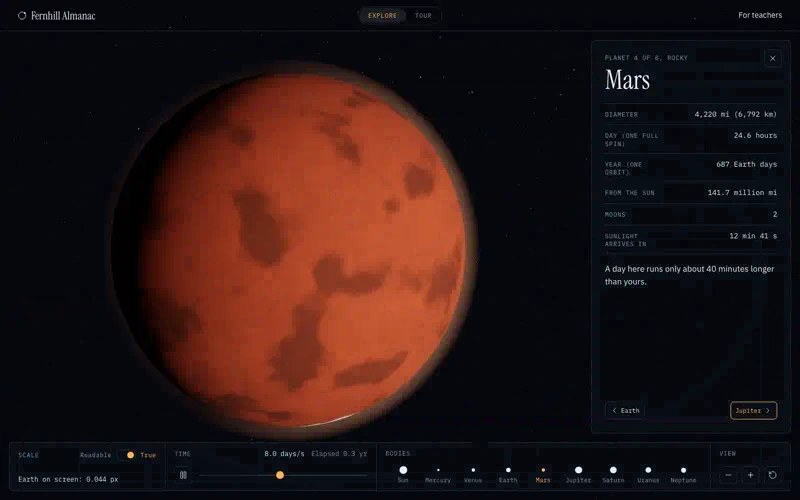 Fernhill Almanac
EXPLORE TOUR
For teachers
PLANET 4 OF 8, ROCKY
Mars
DIAMETER 4,220 mi (6,792 km)
DAY (ONE FULL SPIN) 24.6 hours
YEAR (ONE ORBIT) 687 Earth days
FROM THE SUN 141.7 million mi
MOONS 2
SUNLIGHT ARRIVES IN 12 min 41 s
A day here runs only about 40 minutes longer
than yours.
Earth
Jupiter
SCALE Readable True
Earth on screen: 0.044 px
TIME 8.0 days/s Elapsed 0.3 yr
BODIES
Sun Mercury Venus Earth Mars Jupiter Saturn Uranus Neptune
VIEW